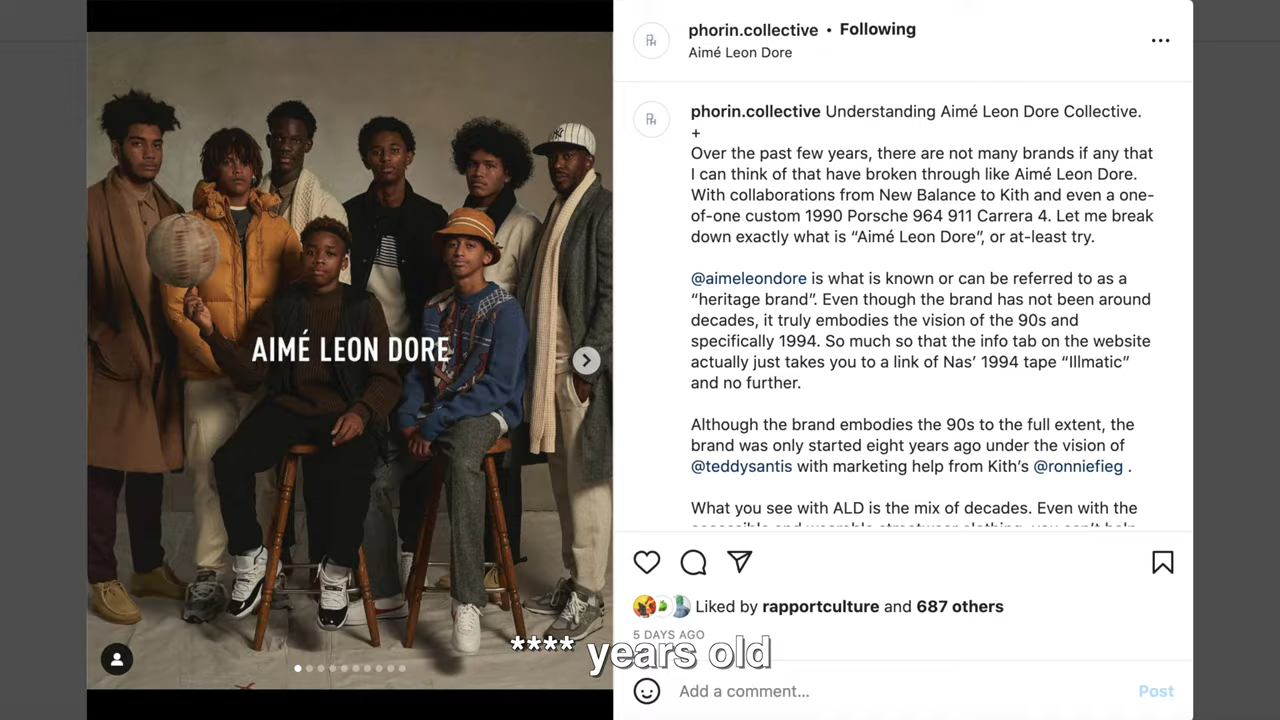 phorin.collective • Following
Aimé Leon Dore
phorin.collective Understanding Aimé Leon Dore Collective.
+
Over the past few years, there are not many brands if any that
I can think of that have broken through like Aimé Leon Dore.
With collaborations from New Balance to Kith and even a one-
of-one custom 1990 Porsche 964 911 Carrera 4. Let me break
down exactly what is “Aimé Leon Dore”, or at-least try.
@aimeleondore is what is known or can be referred to as a
“heritage brand”. Even though the brand has not been around
decades, it truly embodies the vision of the 90s and
specifically 1994. So much so that the info tab on the website
actually just takes you to a link of Nas’ 1994 tape “Illmatic”
and no further.
Although the brand embodies the 90s to the full extent, the
brand was only started eight years ago under the vision of
@teddysantis with marketing help from Kith’s @ronniefieg .
What you see with ALD is the mix of decades. Even with the
AIMÉ LEON DORE
Liked by rapportculture and 687 others
5 DAYS AGO
**** years old
Add a comment...
Post